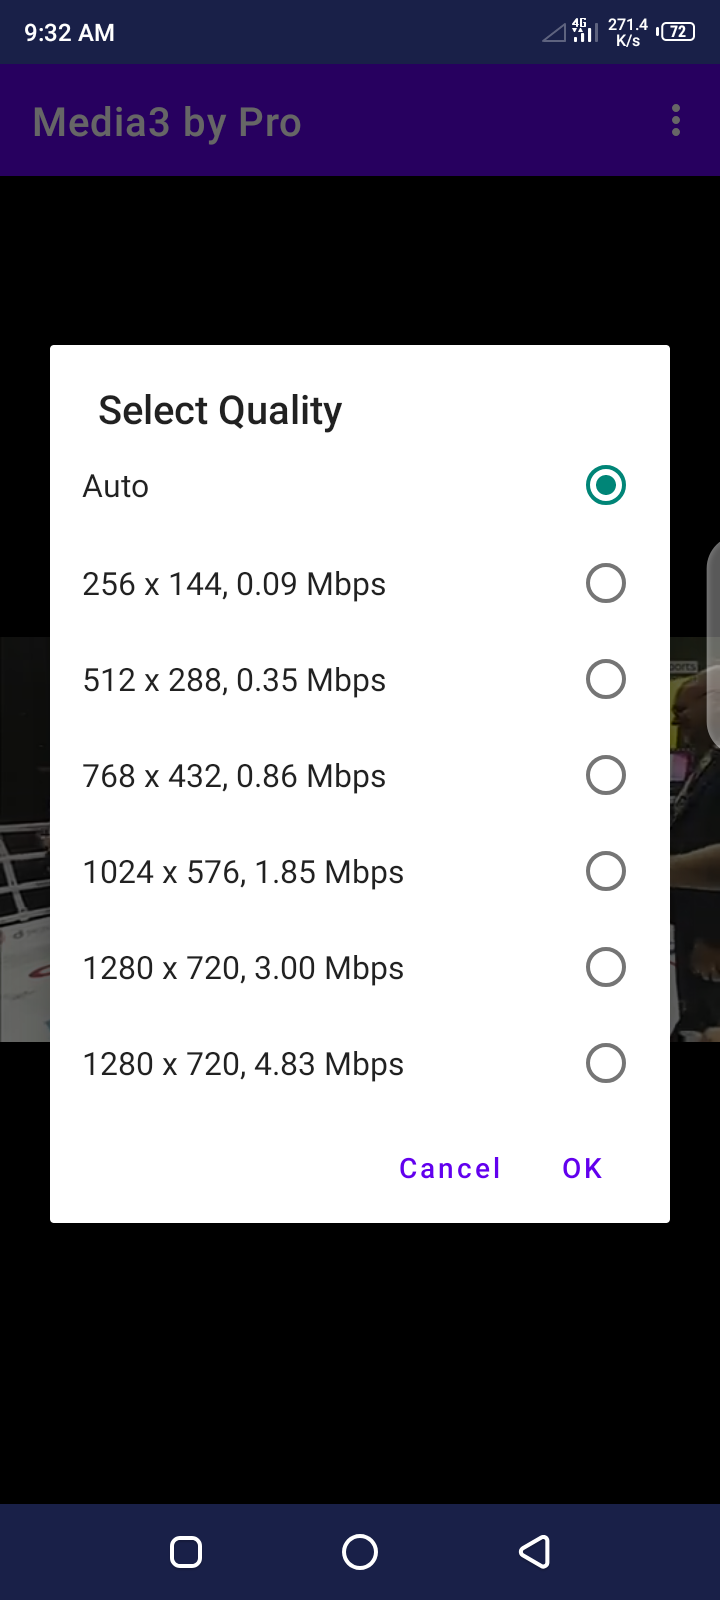 9:32 AM
4G
271.4
K/s
72
Media3 by Pro
Select Quality
Auto
256 x 144, 0.09 Mbps
512 x 288, 0.35 Mbps
768 x 432, 0.86 Mbps
1024 x 576, 1.85 Mbps
1280 x 720, 3.00 Mbps
1280 x 720, 4.83 Mbps
Cancel
OK